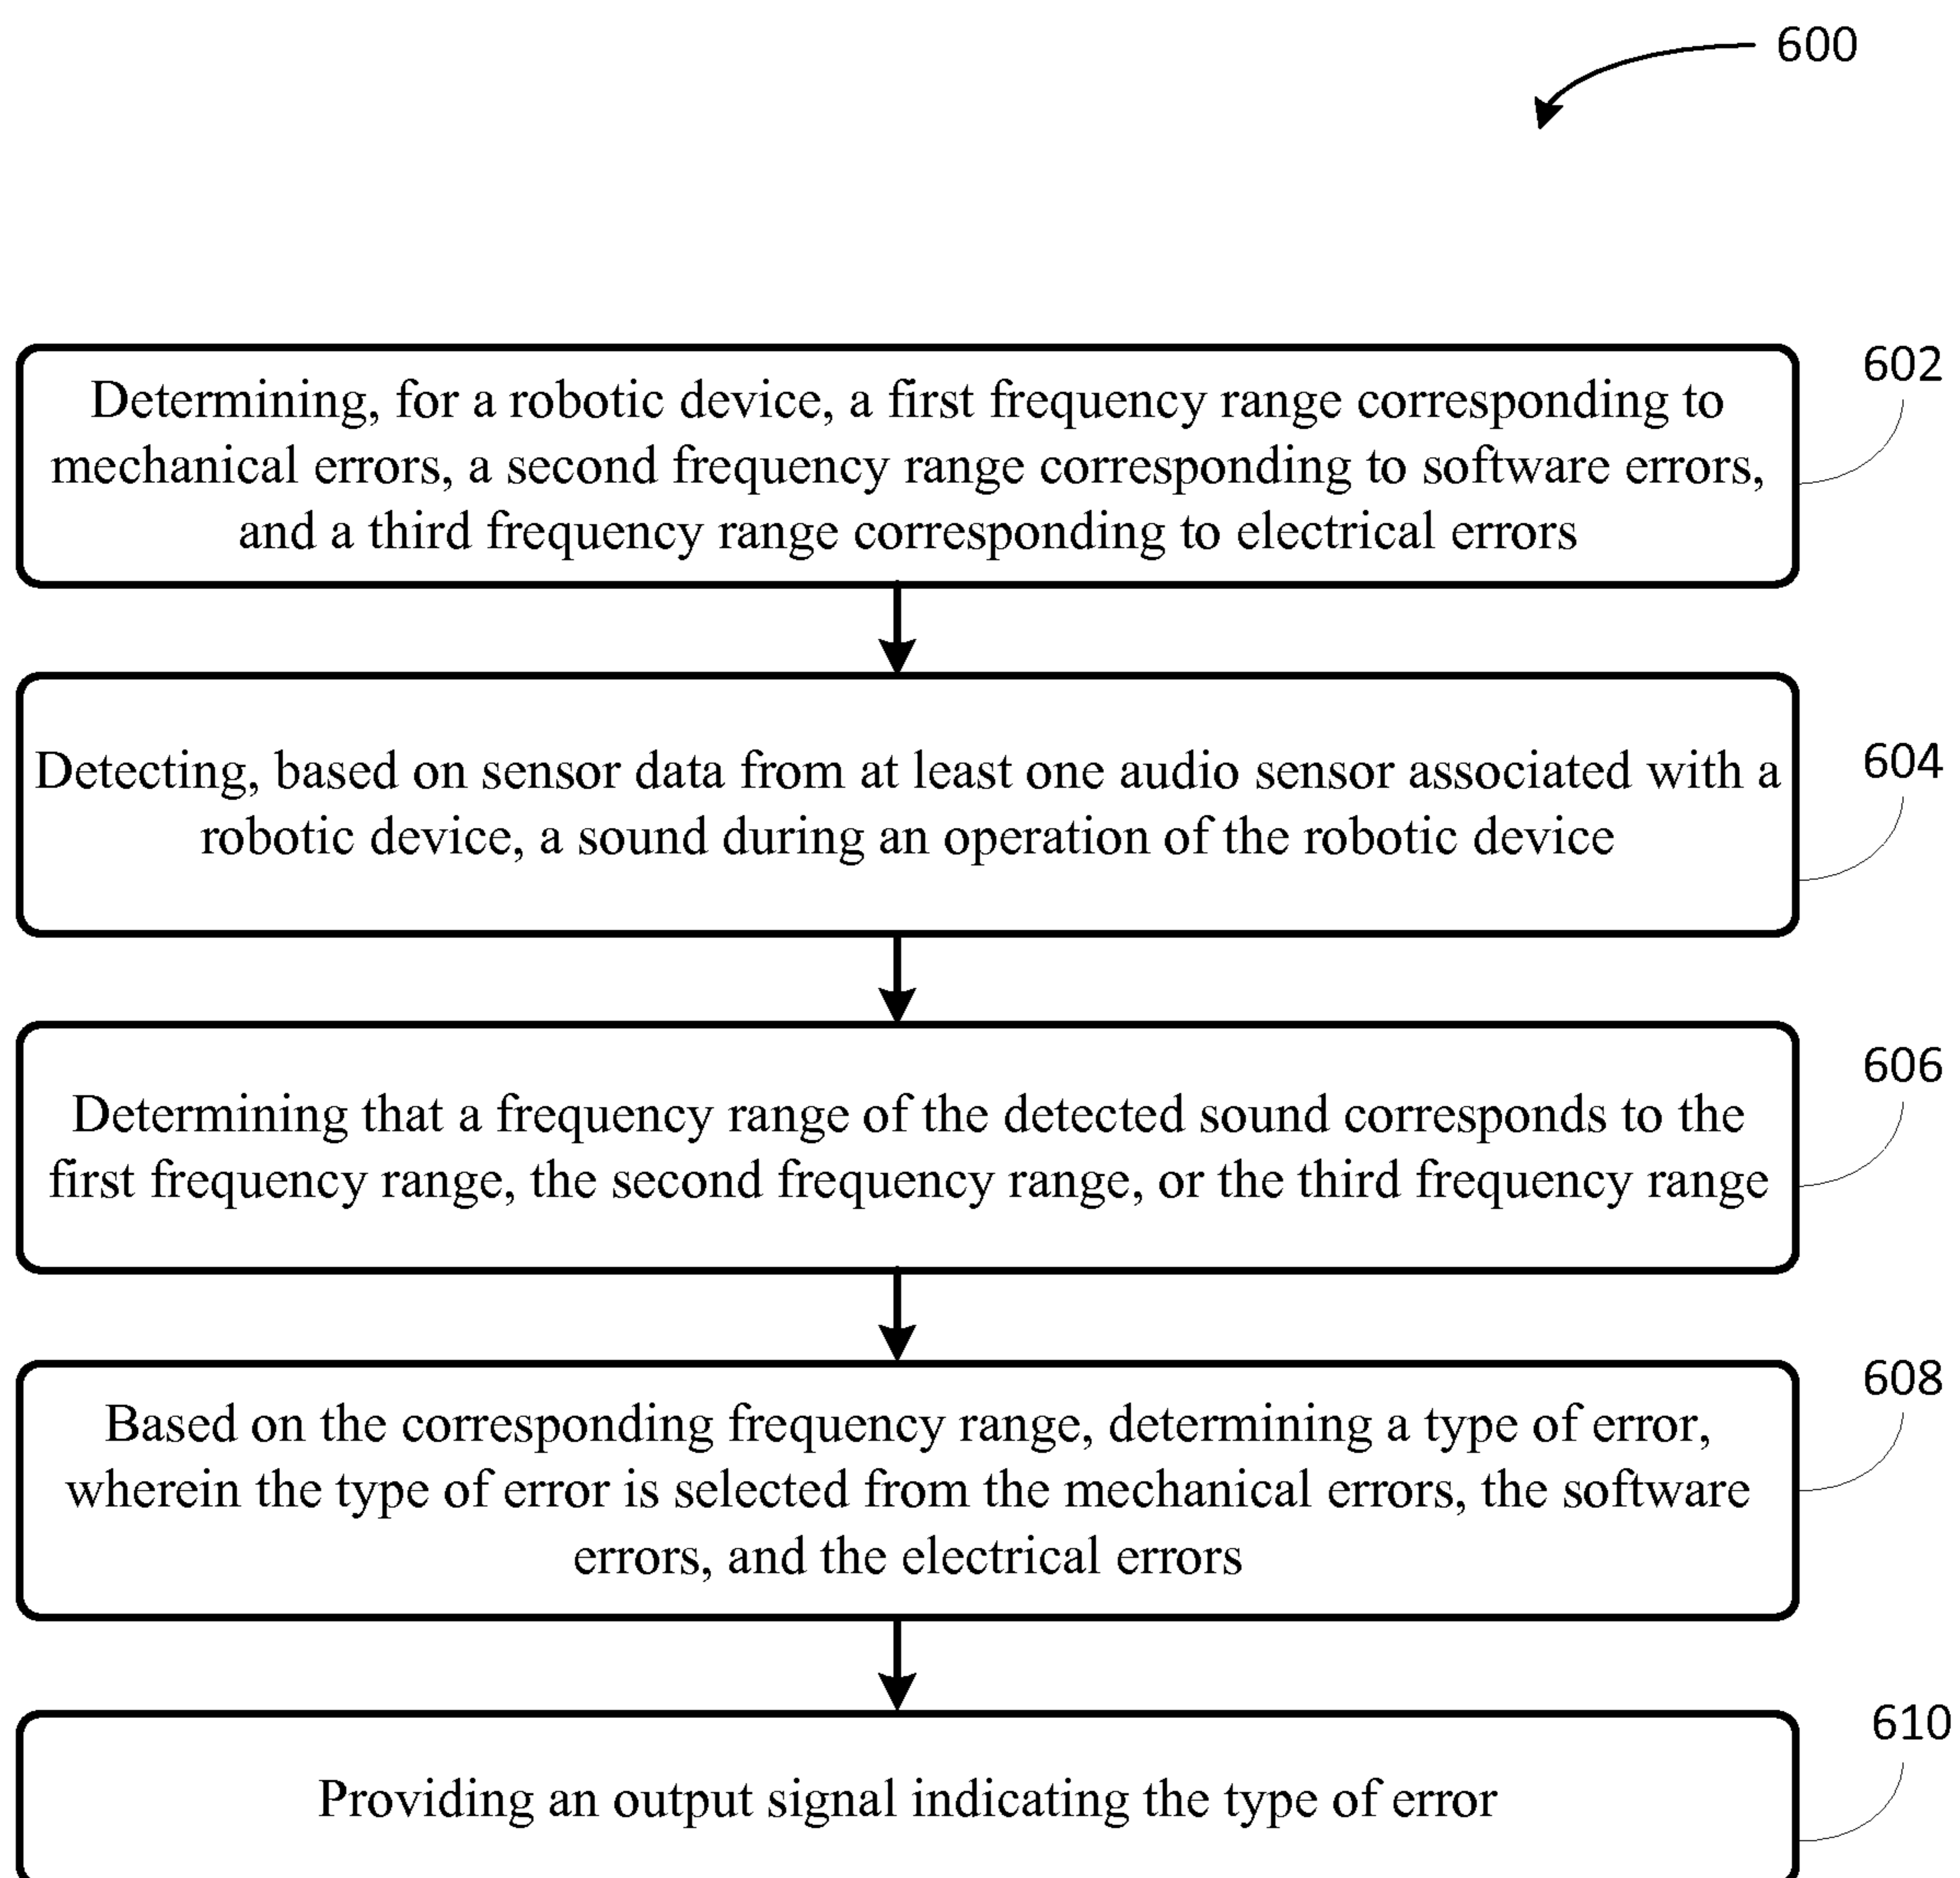 600
602
Determining, for a robotic device, a first frequency range corresponding to
mechanical errors, a second frequency range corresponding to software errors,
and a third frequency range corresponding to electrical errors
604
Detecting, based on sensor data from at least one audio sensor associated with a
robotic device, a sound during an operation of the robotic device
606
Determining that a frequency range of the detected sound corresponds to the
first frequency range, the second frequency range, or the third frequency range
608
Based on the corresponding frequency range, determining a type of error,
wherein the type of error is selected from the mechanical errors, the software
errors, and the electrical errors
610
Providing an output signal indicating the type of error